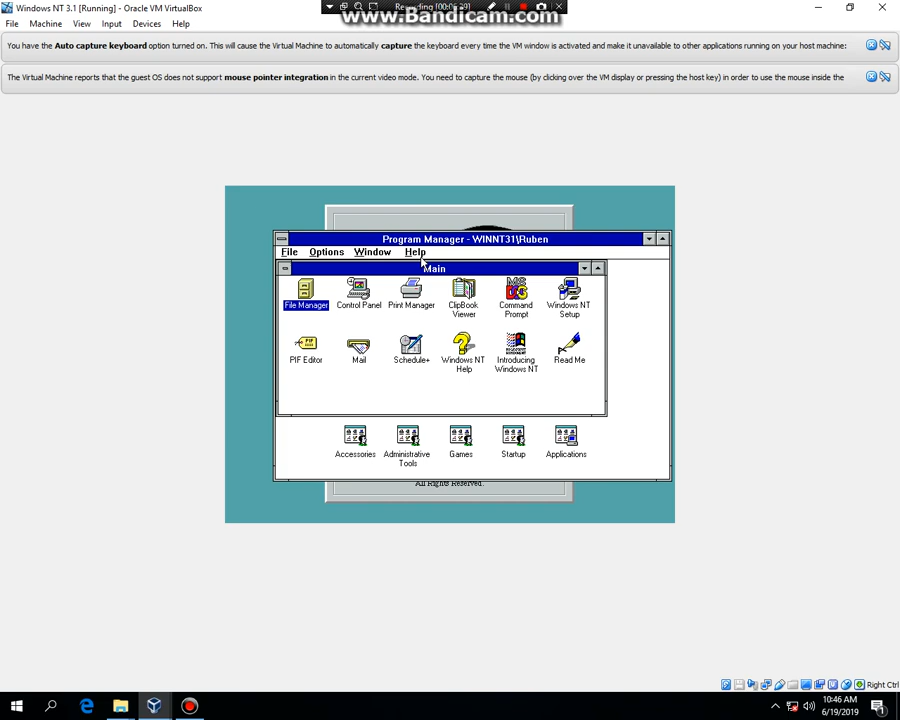 Windows NT 3.1 [Running] - Oracle VM VirtualBox
Recording [00:06:29]
www.Bandicam.com
File Machine View Input Devices Help
You have the Auto capture keyboard option turned on. This will cause the Virtual Machine to automatically capture the keyboard every time the VM window is activated and make it unavailable to other applications running on your host machine:
The Virtual Machine reports that the guest OS does not support mouse pointer integration in the current video mode. You need to capture the mouse (by clicking over the VM display or pressing the host key) in order to use the mouse inside the
Program Manager - WINNT31\Ruben
File Options Window Help
Main
File Manager Control Panel Print Manager ClipBook Viewer Command Prompt Windows NT Setup
PIF Editor Mail Schedule+ Windows NT Help Introducing Windows NT Read Me
Accessories Administrative Tools Games Startup Applications
All Rights Reserved.
Right Ctrl
10:46 AM
6/19/2019